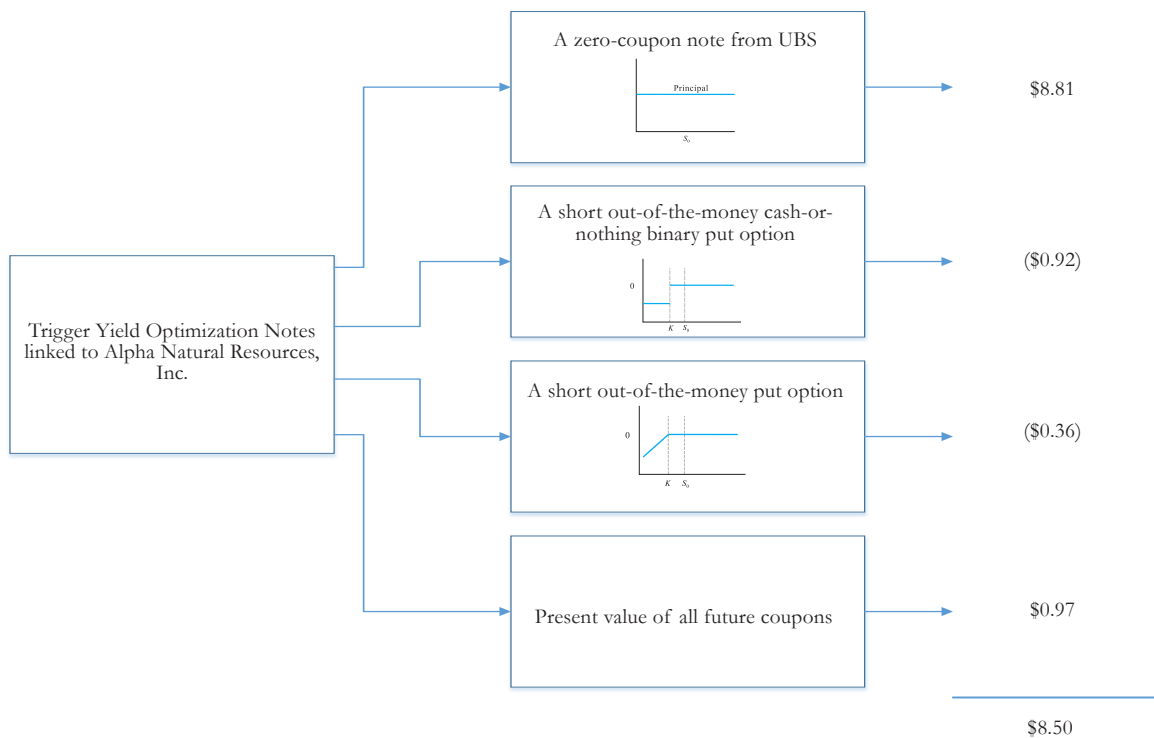 A zero-coupon note from UBS
Principal
S₀
$8.81
A short out-of-the-money cash-or-
nothing binary put option
0
K S₀
($0.92)
Trigger Yield Optimization Notes
linked to Alpha Natural Resources,
Inc.
A short out-of-the-money put option
0
K S₀
($0.36)
Present value of all future coupons
$0.97
$8.50